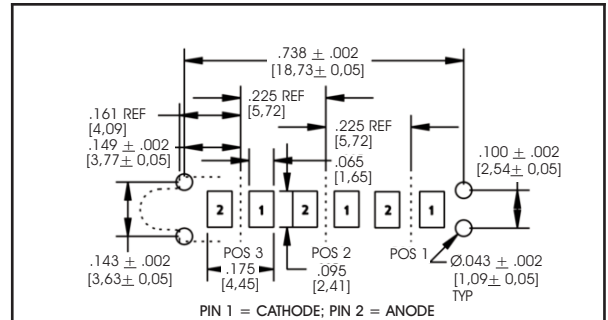 .738 ± .002
[18,73± 0,05]
.225 REF
[5,72]
.161 REF
[4,09]
.149 ± .002
[3,77± 0,05]
.225 REF
[5,72]
.065
[1,65]
.100 ± .002
[2,54± 0,05]
2 1 2 1 2 1
POS 3 POS 2 POS 1
.143 ± .002
[3,63± 0,05]
.175
[4,45]
.095
[2,41]
Ø.043 ± .002
[1,09± 0,05]
TYP
PIN 1 = CATHODE; PIN 2 = ANODE